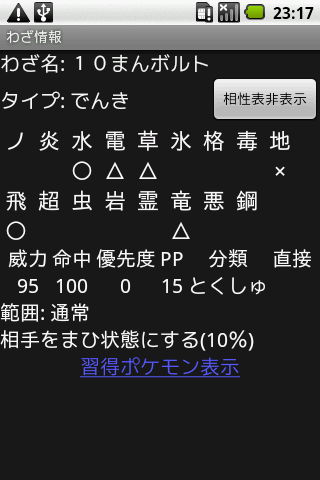 23:17
わざ情報
わざ名: １０まんボルト
タイプ: でんき
相性表非表示
ノ 炎 水 電 草 氷 格 毒 地
〇 △ △ ×
飛 超 虫 岩 霊 竜 悪 鋼
〇 △
威力 命中 優先度 PP 分類 直接
95 100 0 15 とくしゅ
範囲: 通常
相手をまひ状態にする(10%)
習得ポケモン表示